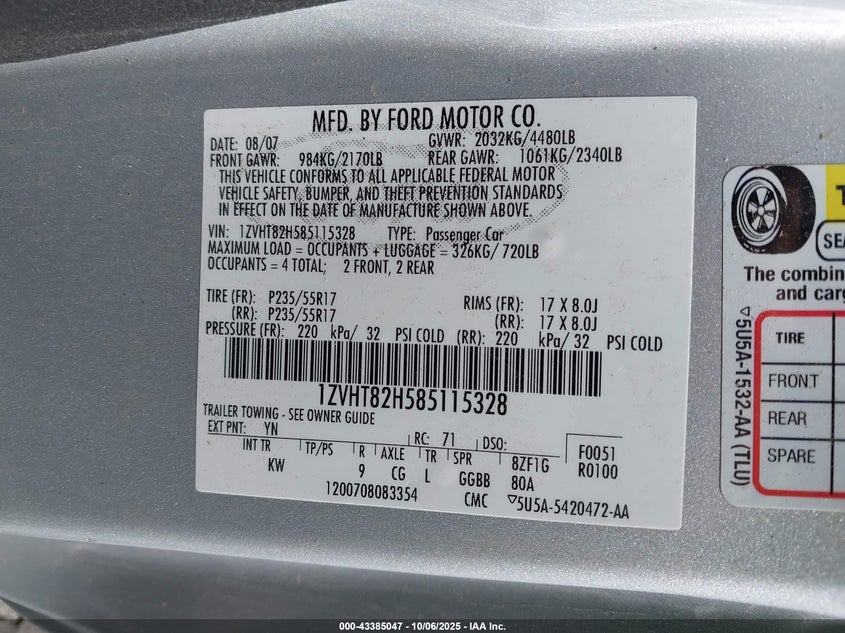 MFD. BY FORD MOTOR CO.
DATE: 08/07 GVWR: 2032KG/4480LB
FRONT GAWR: 984KG/2170LB REAR GAWR: 1061KG/2340LB
THIS VEHICLE CONFORMS TO ALL APPLICABLE FEDERAL MOTOR
VEHICLE SAFETY, BUMPER, AND THEFT PREVENTION STANDARDS
IN EFFECT ON THE DATE OF MANUFACTURE SHOWN ABOVE.
VIN: 1ZVHT82H585115328 TYPE: Passenger Car
MAXIMUM LOAD = OCCUPANTS + LUGGAGE = 326KG/ 720LB
OCCUPANTS = 4 TOTAL; 2 FRONT, 2 REAR
TIRE (FR): P235/55R17 RIMS (FR): 17 X 8.0J
(RR): P235/55R17 (RR): 17 X 8.0J
PRESSURE (FR): 220 kPa/ 32 PSI COLD (RR): 220 kPa/ 32 PSI COLD
1ZVHT82H585115328
TRAILER TOWING - SEE OWNER GUIDE
EXT PNT: YN RC: 71 DSO: F0051
INT TR TP/PS R AXLE TR SPR 8ZF1G R0100
KW 9 CG L GGBB 80A
1200708083354 CMC 5U5A-5420472-AA
The combin
and carg
TIRE
FRONT
REAR
SPARE
5U5A-1532-AA (TLU)
000-43385047 - 10/06/2025 - IAA Inc.